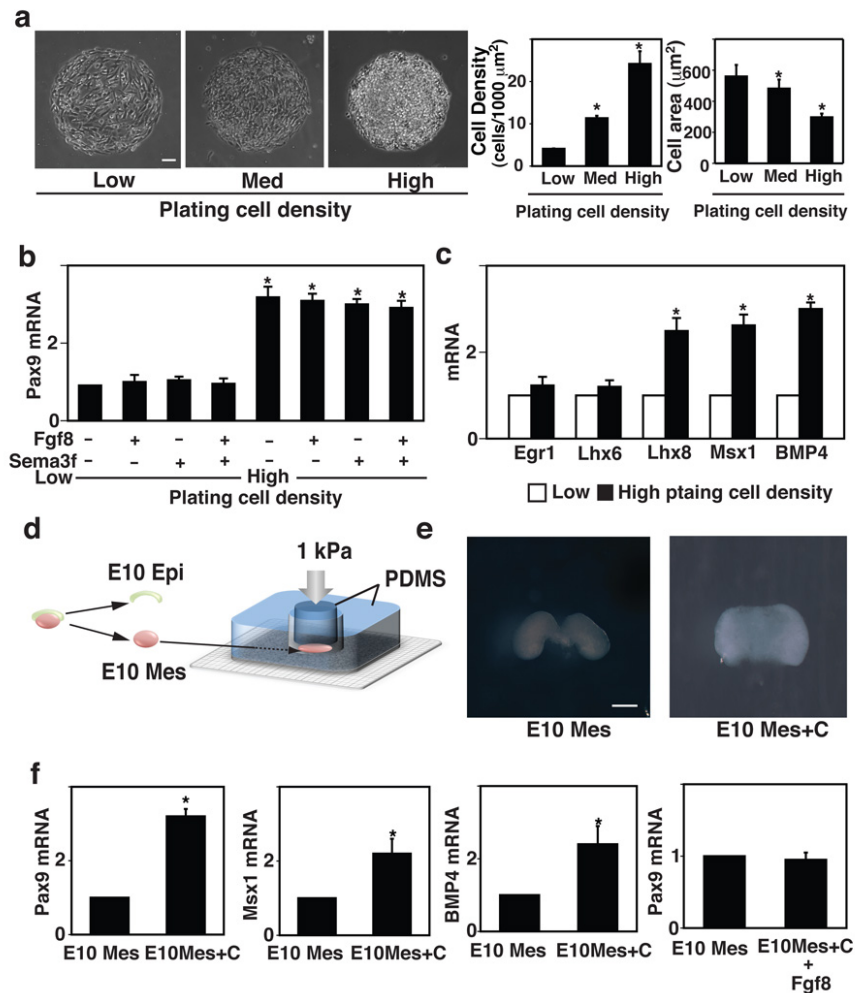 a
Low
Med
High
Plating cell density
Cell Density
(cells/1000 μm2)
20
0
Low Med High
Plating cell density
Cell area (μm2)
600
400
200
0
Low Med High
Plating cell density
b
Pax9 mRNA
2
0
Fgf8 – + – + – + – +
Sema3f – – + + – – + +
Low High
Plating cell density
c
mRNA
2
0
Egr1 Lhx6 Lhx8 Msx1 BMP4
Low High ptaing cell density
d
E10 Epi
E10 Mes
1 kPa
PDMS
e
E10 Mes
E10 Mes+C
f
Pax9 mRNA
2
0
E10 Mes E10Mes+C
Msx1 mRNA
2
0
E10 Mes E10Mes+C
BMP4 mRNA
4
2
0
E10 Mes E10Mes+C
Pax9 mRNA
1
0
E10 Mes E10Mes+C
+
Fgf8